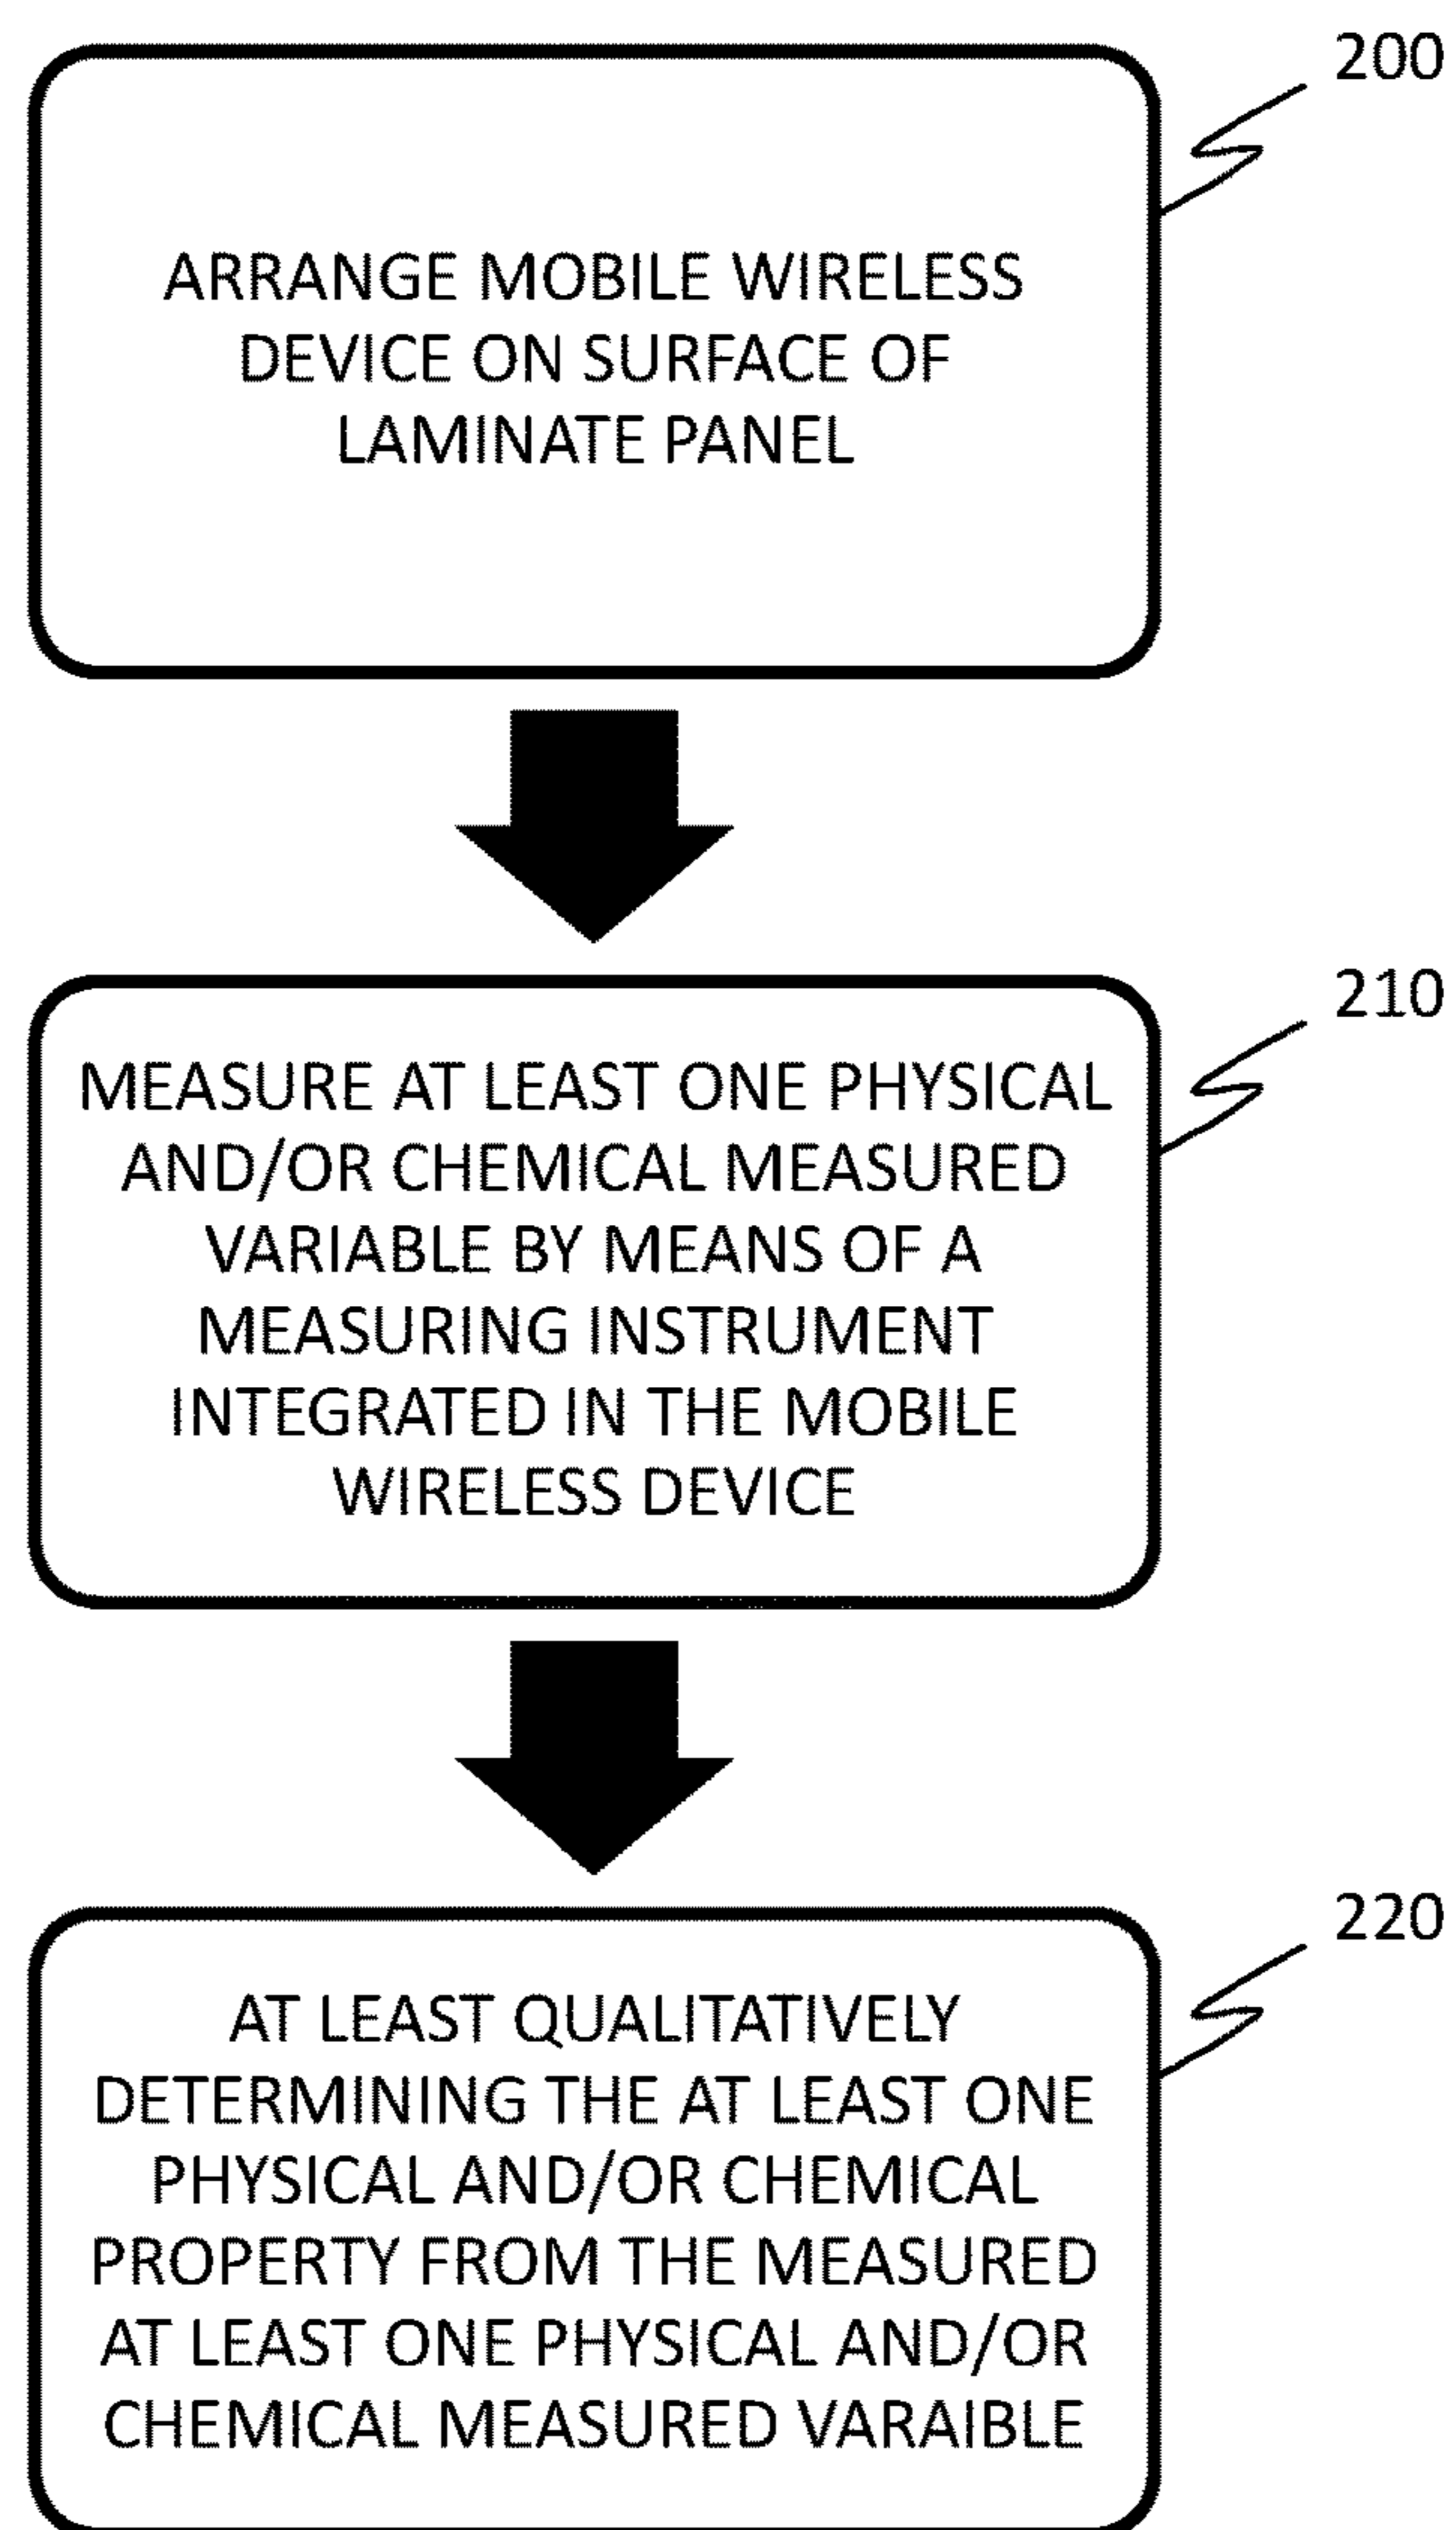 200
ARRANGE MOBILE WIRELESS
DEVICE ON SURFACE OF
LAMINATE PANEL
210
MEASURE AT LEAST ONE PHYSICAL
AND/OR CHEMICAL MEASURED
VARIABLE BY MEANS OF A
MEASURING INSTRUMENT
INTEGRATED IN THE MOBILE
WIRELESS DEVICE
220
AT LEAST QUALITATIVELY
DETERMINING THE AT LEAST ONE
PHYSICAL AND/OR CHEMICAL
PROPERTY FROM THE MEASURED
AT LEAST ONE PHYSICAL AND/OR
CHEMICAL MEASURED VARAIBLE